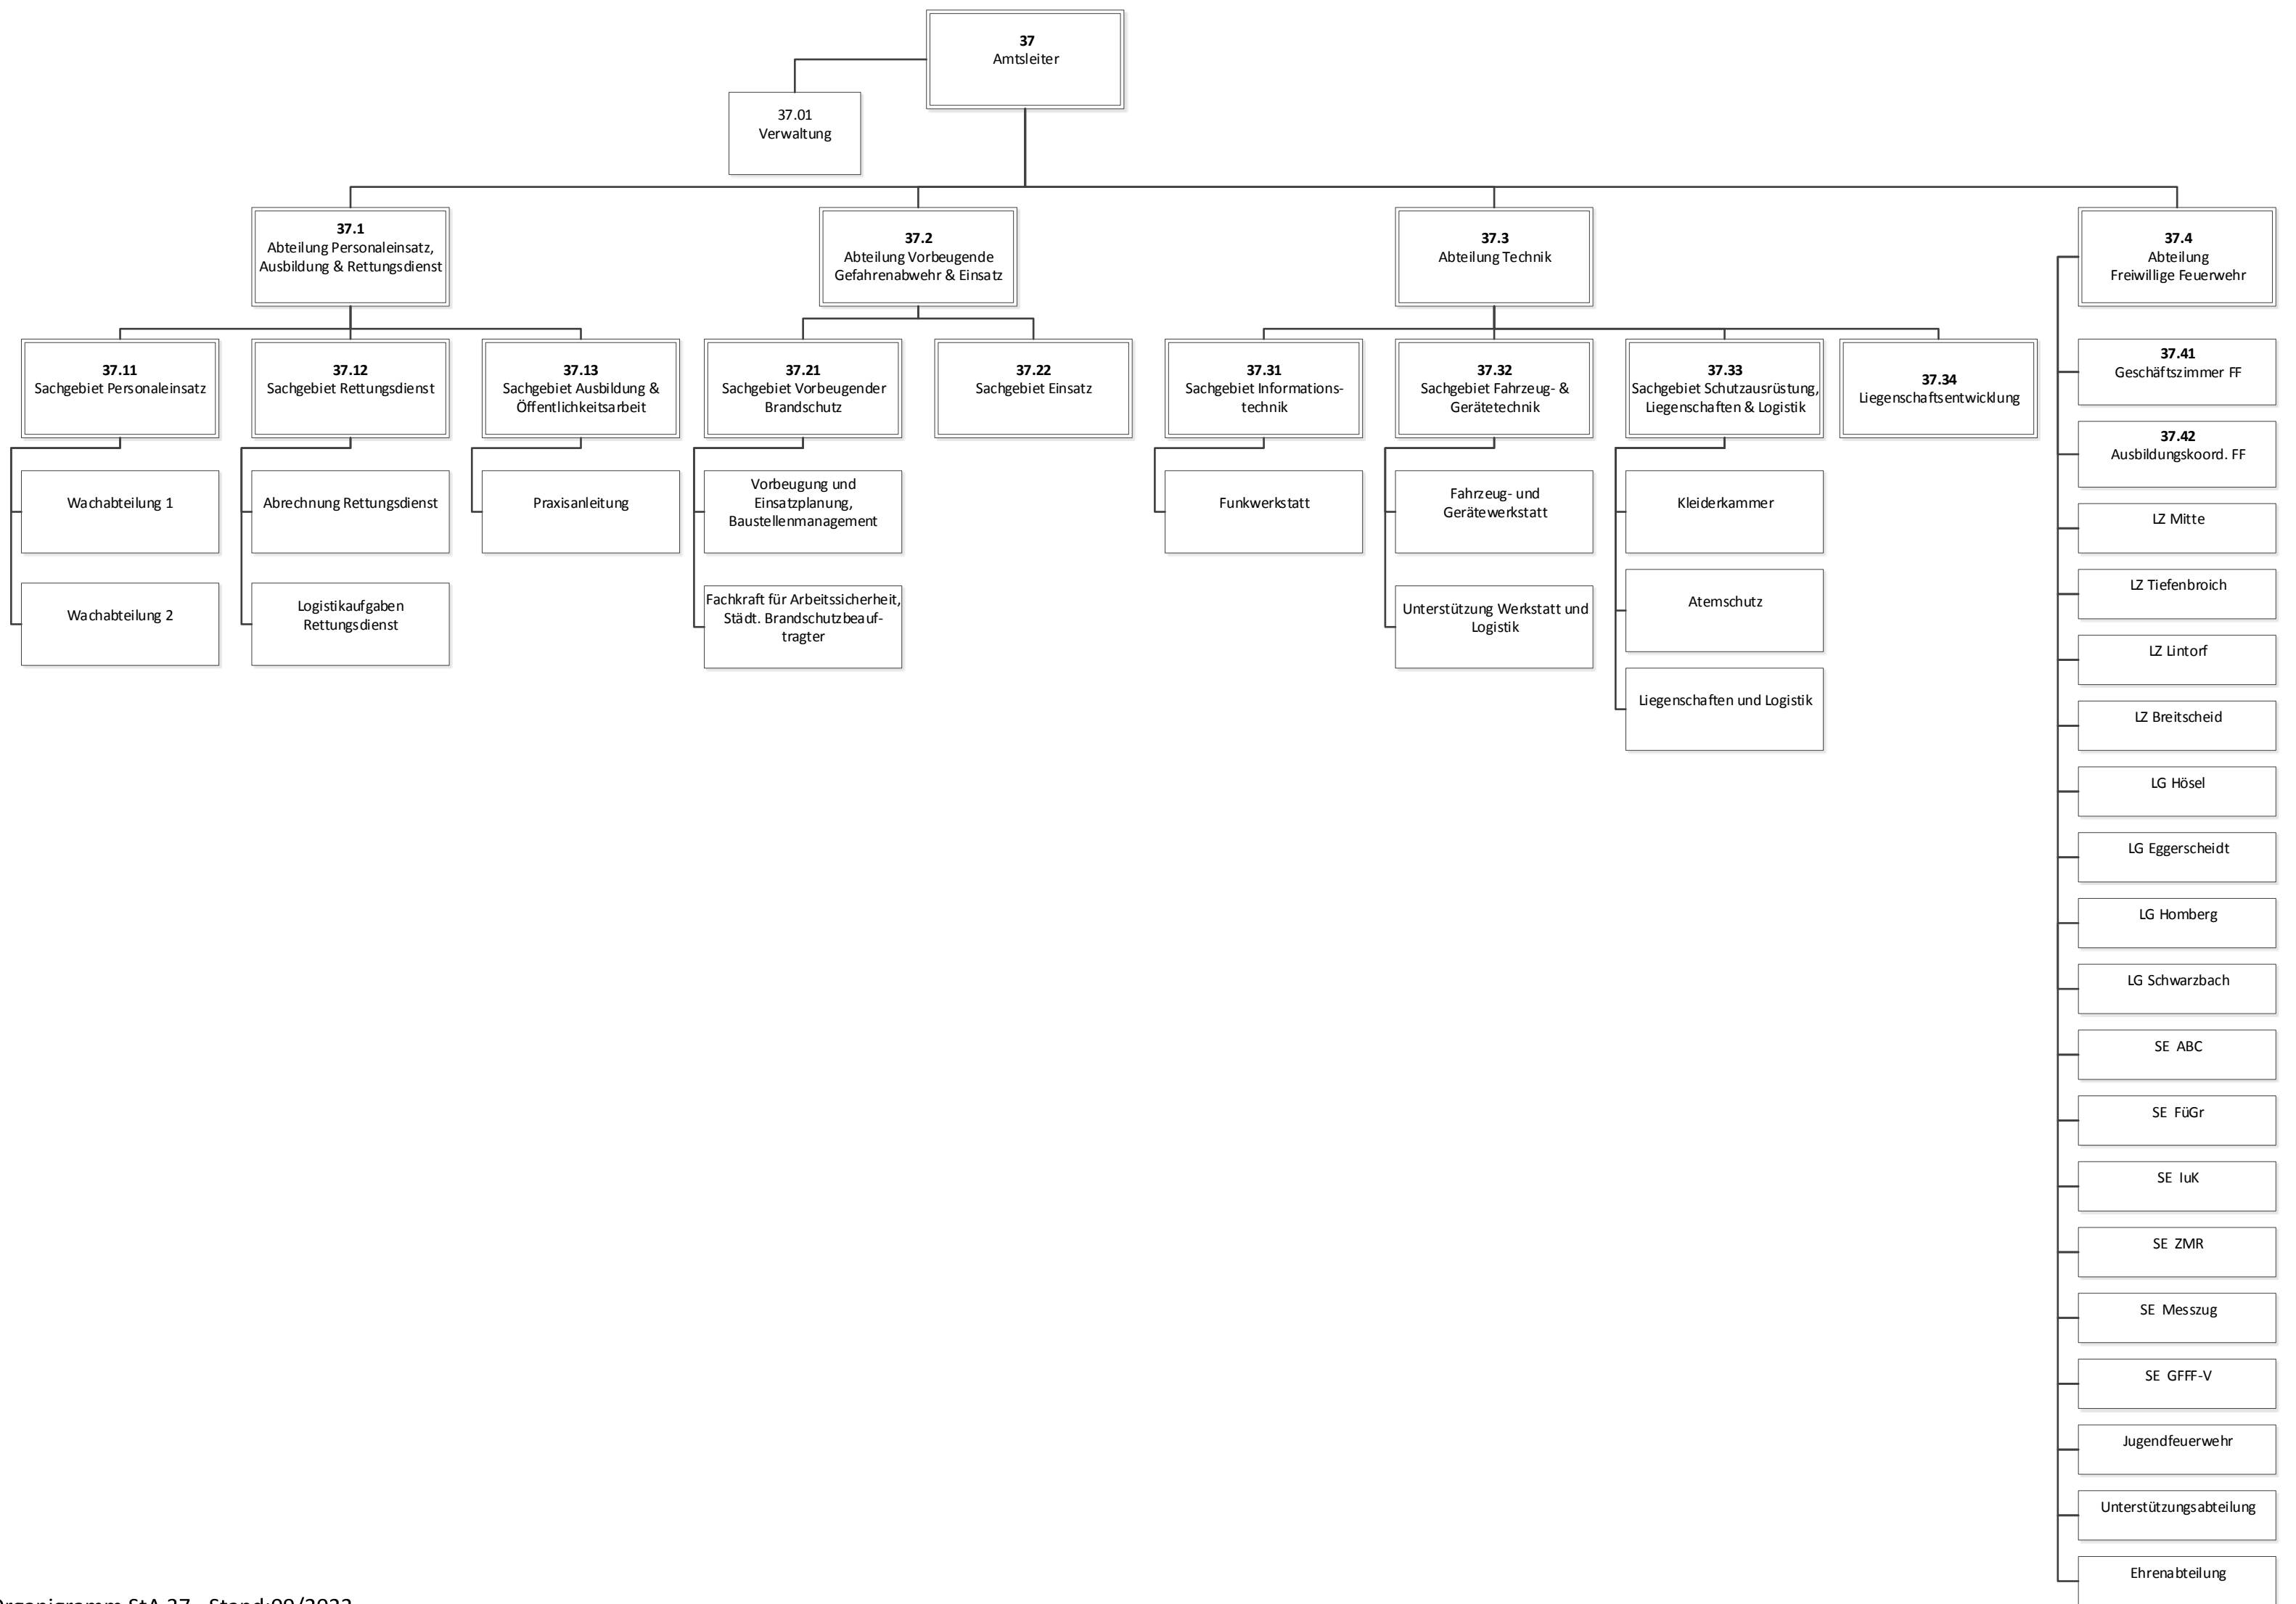 37
Amtsleiter
37.01
Verwaltung
37.1
Abteilung Personaleinsatz,
Ausbildung & Rettungsdienst
37.2
Abteilung Vorbeugende
Gefahrenabwehr & Einsatz
37.3
Abteilung Technik
37.4
Abteilung
Freiwillige Feuerwehr
37.11
Sachgebiet Personaleinsatz
37.12
Sachgebiet Rettungsdienst
37.13
Sachgebiet Ausbildung &
Öffentlichkeitsarbeit
37.21
Sachgebiet Vorbeugender
Brandschutz
37.22
Sachgebiet Einsatz
37.31
Sachgebiet Informations-
technik
37.32
Sachgebiet Fahrzeug- &
Gerätetechnik
37.33
Sachgebiet Schutzausrüstung,
Liegenschaften & Logistik
37.34
Liegenschaftsentwicklung
Wachabteilung 1
Wachabteilung 2
Abrechnung Rettungsdienst
Logistikaufgaben
Rettungsdienst
Praxisanleitung
Vorbeugung und
Einsatzplanung,
Baustellenmanagement
Fachkraft für Arbeitssicherheit,
Städt. Brandschutzbeauf-
tragter
Funkwerkstatt
Fahrzeug- und
Gerätewerkstatt
Unterstützung Werkstatt und
Logistik
Kleiderkammer
Atemschutz
Liegenschaften und Logistik
37.41
Geschäftszimmer FF
37.42
Ausbildungskoord. FF
LZ Mitte
LZ Tiefenbroich
LZ Lintorf
LZ Breitscheid
LG Hösel
LG Eggerscheidt
LG Homberg
LG Schwarzbach
SE ABC
SE FüGr
SE IuK
SE ZMR
SE Messzug
SE GFFF-V
Jugendfeuerwehr
Unterstützungsabteilung
Ehrenabteilung